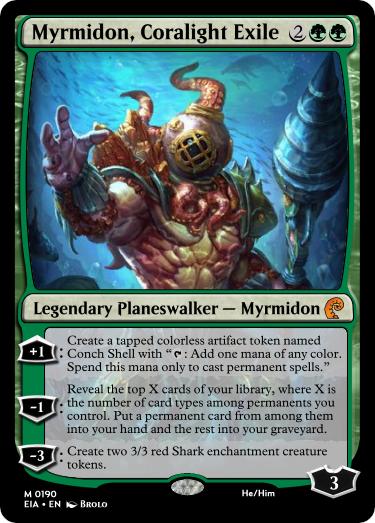 Myrmidon, Coralight Exile 2
Legendary Planeswalker — Myrmidon
+1: Create a tapped colorless artifact token named
Conch Shell with “: Add one mana of any color.
Spend this mana only to cast permanent spells.”
-1: Reveal the top X cards of your library, where X is
the number of card types among permanents you
control. Put a permanent card from among them
into your hand and the rest into your graveyard.
-3: Create two 3/3 red Shark enchantment creature
tokens.
3
M 0190
He/Him
EIA • EN Brolo